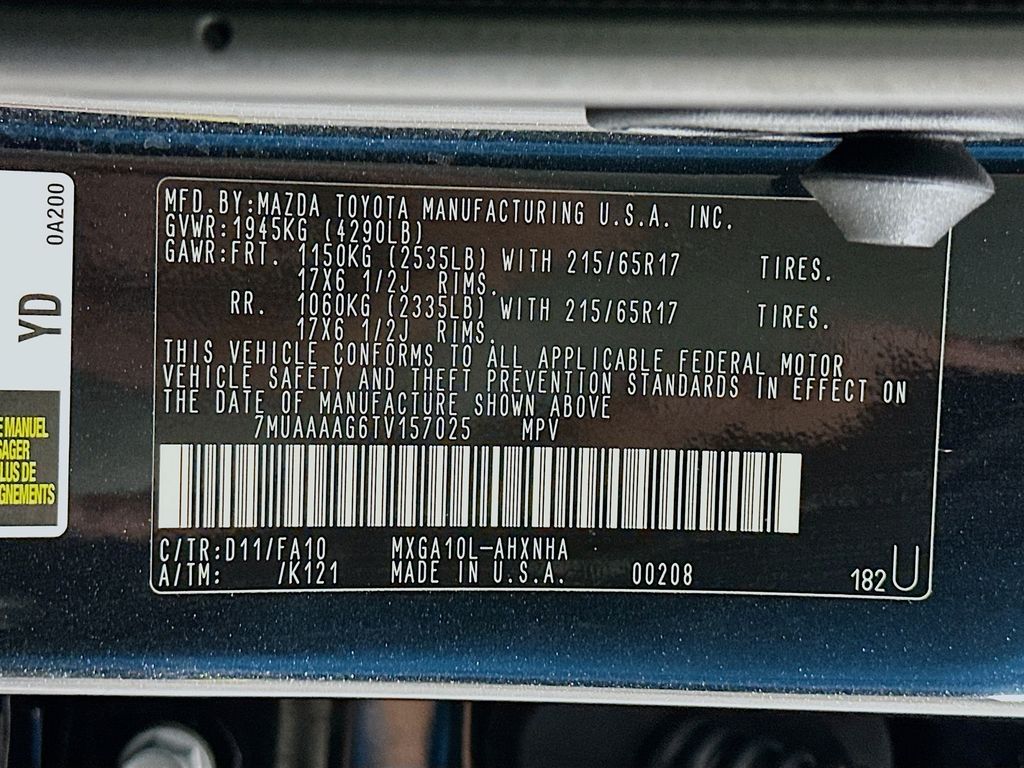 0A200
YD
E MANUEL
SAGER
LUS DE
GNEMENTS
MFD.BY:MAZDA TOYOTA MANUFACTURING U.S.A. INC.
GVWR:1945KG (4290LB)
GAWR:FRT. 1150KG (2535LB) WITH 215/65R17 TIRES.
17X6 1/2J RIMS.
RR. 1060KG (2335LB) WITH 215/65R17 TIRES.
17X6 1/2J RIMS.
THIS VEHICLE CONFORMS TO ALL APPLICABLE FEDERAL MOTOR
VEHICLE SAFETY AND THEFT PREVENTION STANDARDS IN EFFECT ON
THE DATE OF MANUFACTURE SHOWN ABOVE
7MUAAAAG6TV157025 MPV
C/TR:D11/FA10 MXGA10L-AHXNHA
A/TM: /K121 MADE IN U.S.A. 00208 182 U